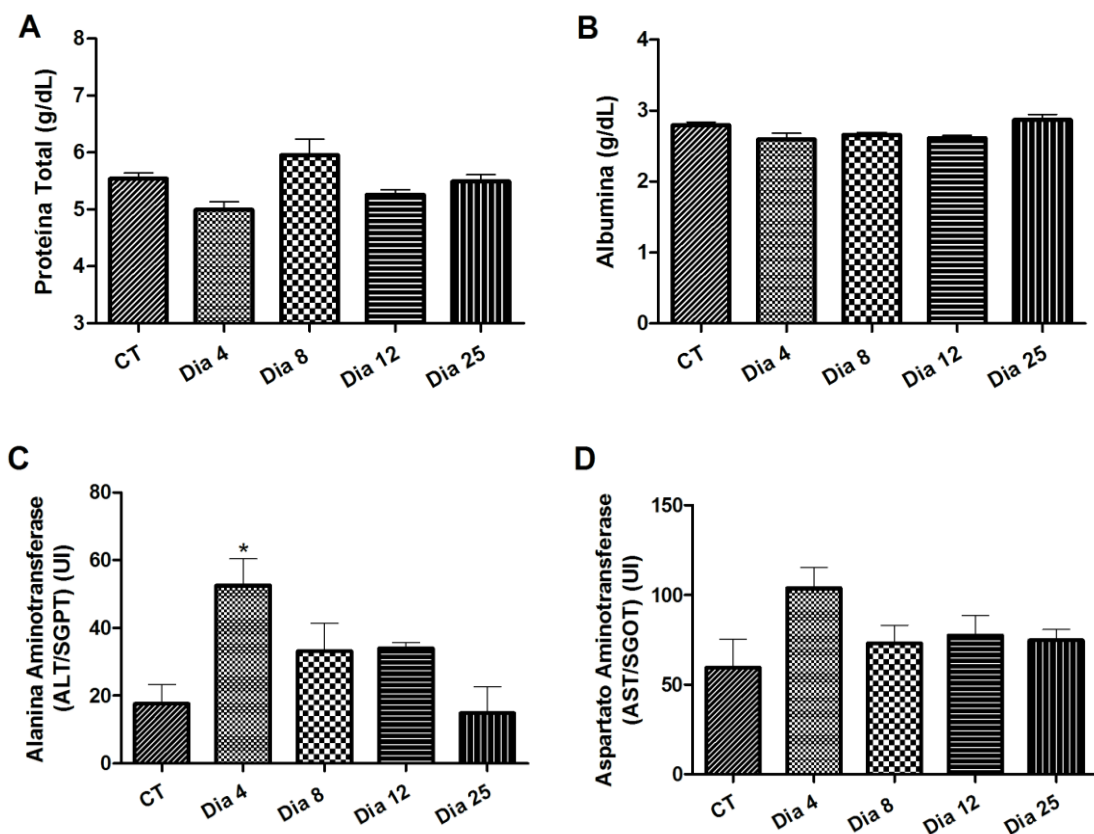 A
Proteína Total (g/dL)
8
7
6
5
4
3
CT
Dia 4
Dia 8
Dia 12
Dia 25
B
Albumina (g/dL)
4
3
2
1
0
CT
Dia 4
Dia 8
Dia 12
Dia 25
C
Alanina Aminotransferase
(ALT/SGPT) (UI)
80
60
40
20
0
*
CT
Dia 4
Dia 8
Dia 12
Dia 25
D
Aspartato Aminotransferase
(AST/SGOT) (UI)
150
100
50
0
CT
Dia 4
Dia 8
Dia 12
Dia 25